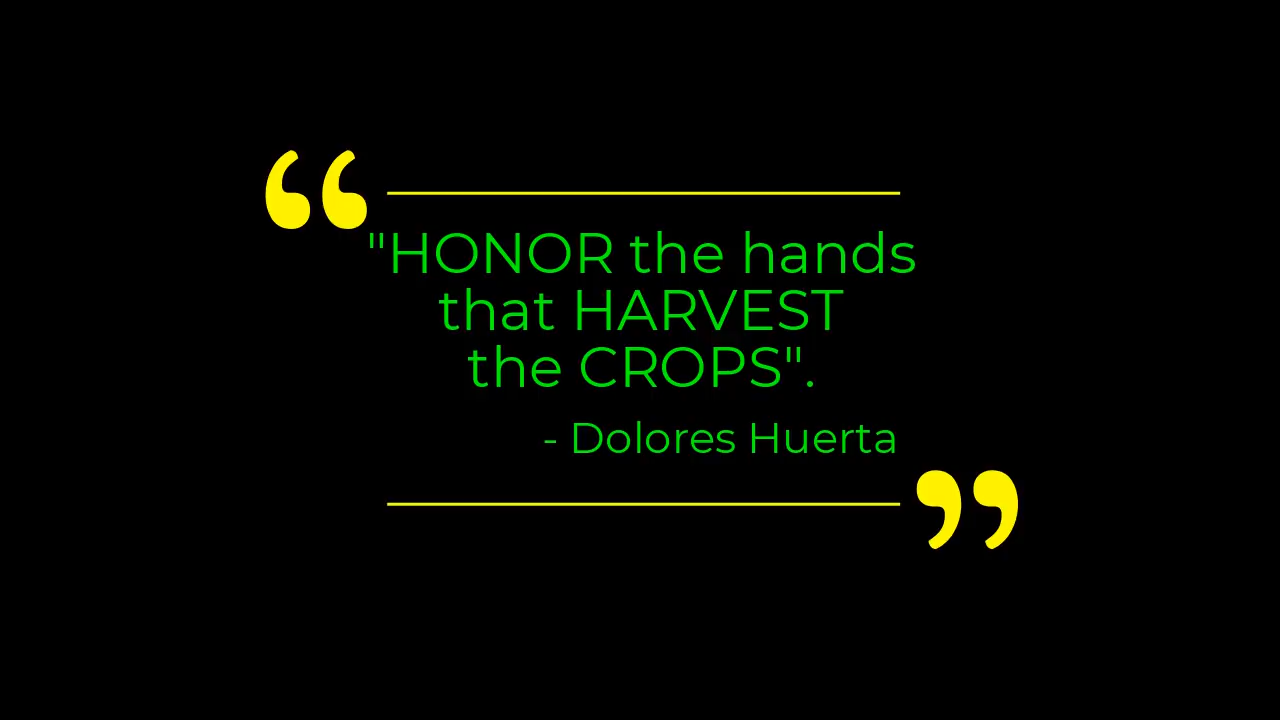 "HONOR the hands
that HARVEST
the CROPS".
- Dolores Huerta